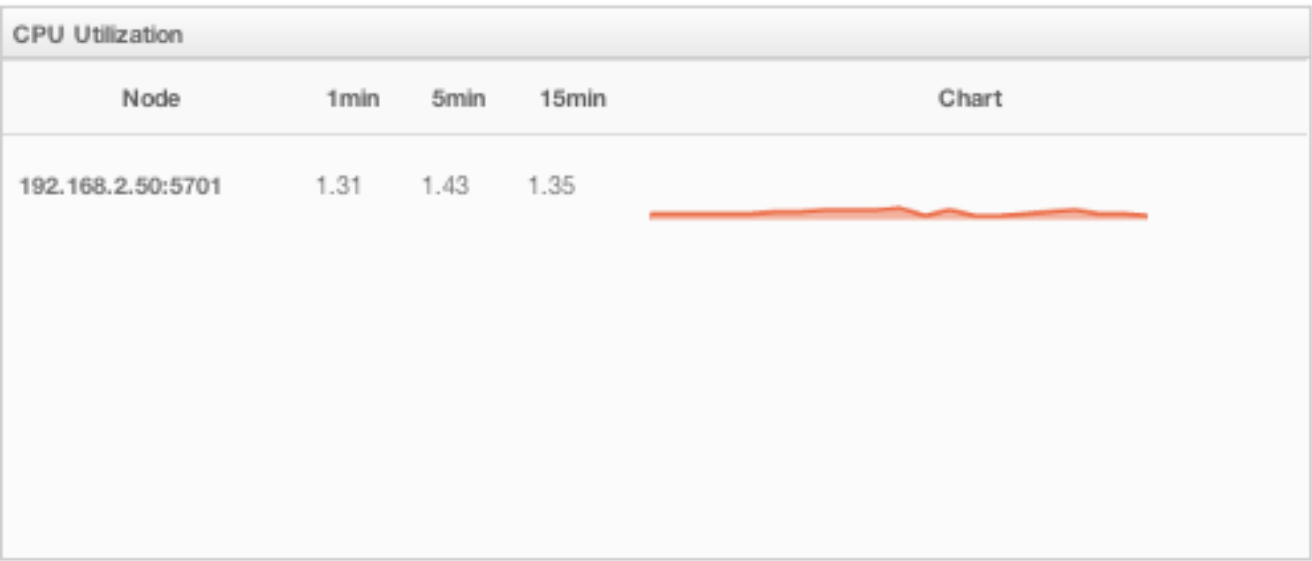 CPU Utilization
Node 1min 5min 15min Chart
192.168.2.50:5701 1.31 1.43 1.35